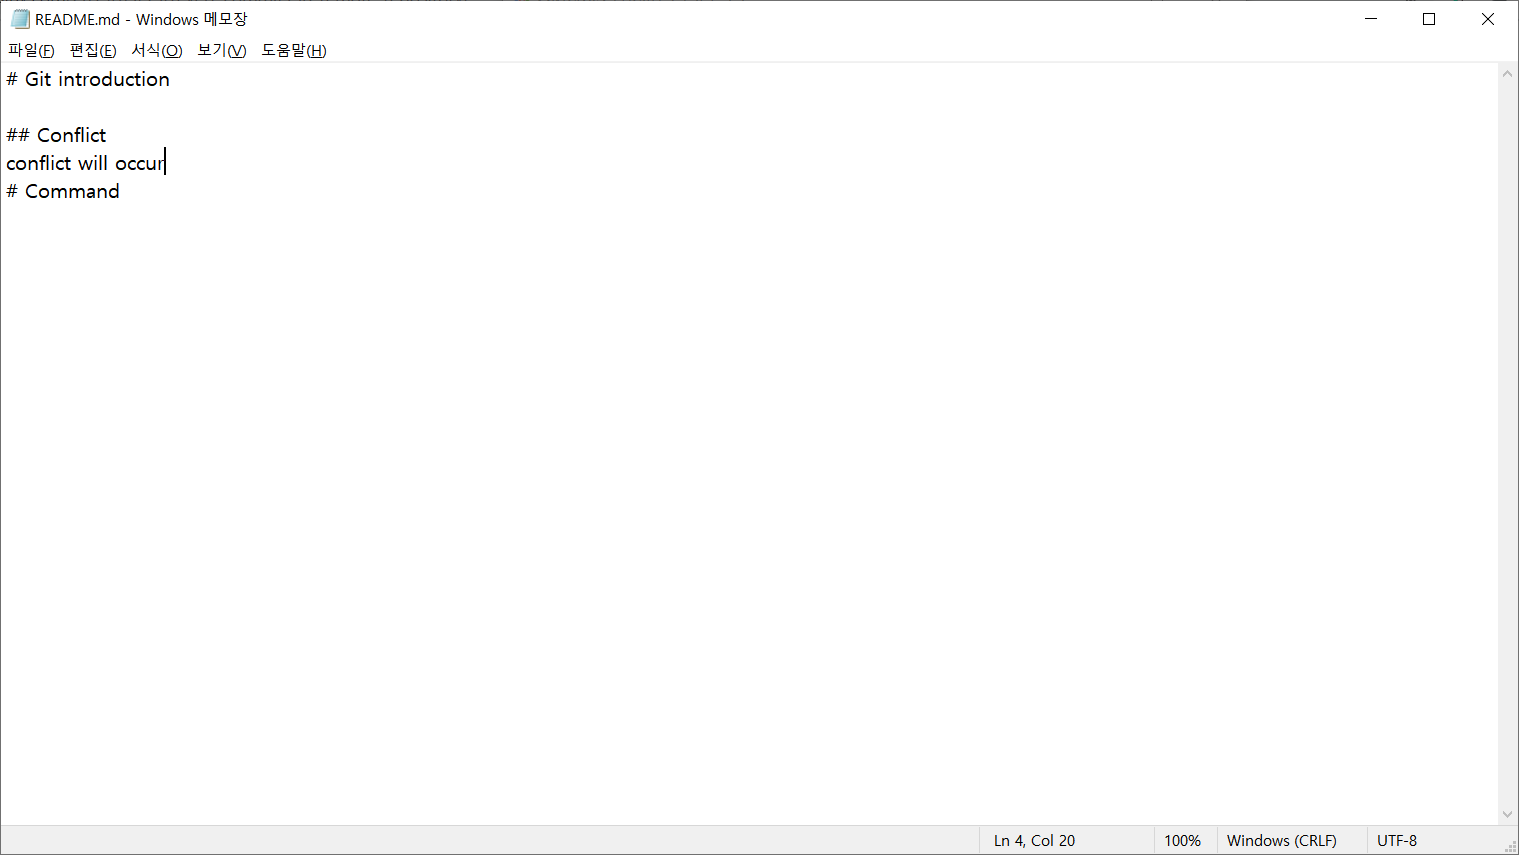 README.md - Windows 메모장
파일(F) 편집(E) 서식(O) 보기(V) 도움말(H)
# Git introduction
## Conflict
conflict will occur
# Command
Ln 4, Col 20 100% Windows (CRLF) UTF-8